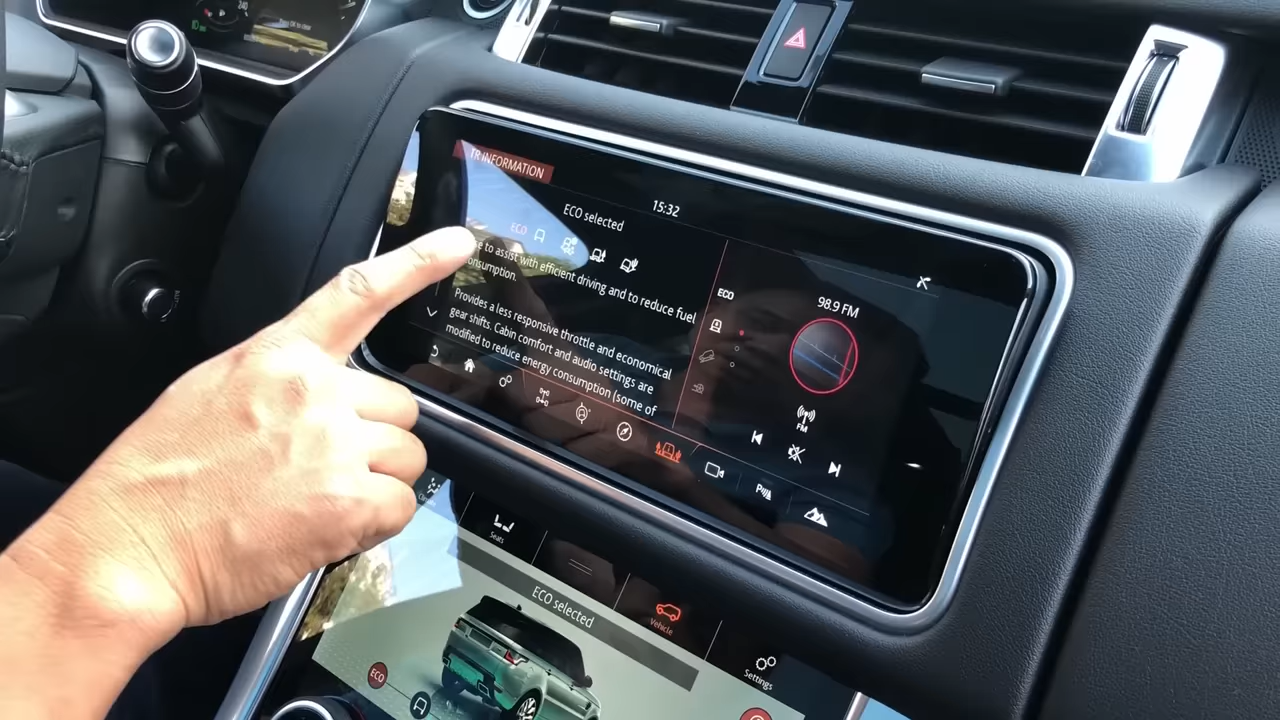 TR INFORMATION
15:32
ECO selected
ECO
to assist with efficient driving and to reduce fuel
consumption.
Provides a less responsive throttle and economical
gear shifts. Cabin comfort and audio settings are
modified to reduce energy consumption (some of
ECO
98.9 FM
FM
P
Seats
Vehicle
Settings
ECO selected
ECO